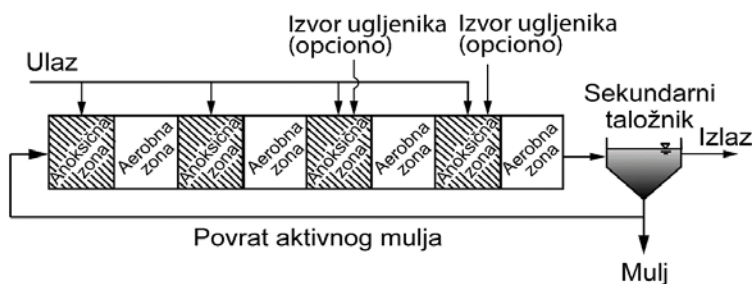 Izvor ugljenika
(opciono)
Izvor ugljenika
(opciono)
Ulaz
Sekundarni
taložnik
Izlaz
Anoksična
zona
Aerobna
zona
Anoksična
zona
Aerobna
zona
Anoksična
zona
Aerobna
zona
Anoksična
zona
Aerobna
zona
Povrat aktivnog mulja
Mulj